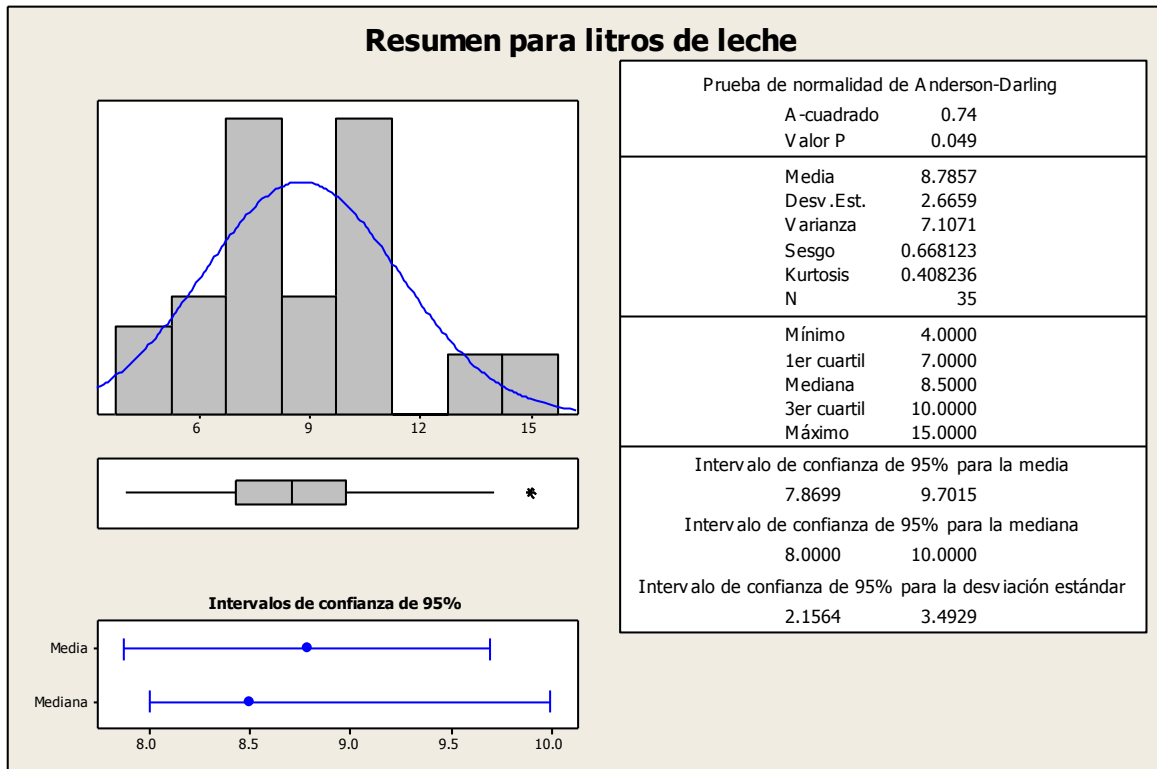 Resumen para litros de leche
6 9 12 15
Intervalos de confianza de 95%
Media
Mediana
8.0 8.5 9.0 9.5 10.0
Prueba de normalidad de Anderson-Darling
A-cuadrado 0.74
Valor P 0.049
Media 8.7857
Desv.Est. 2.6659
Varianza 7.1071
Sesgo 0.668123
Kurtosis 0.408236
N 35
Mínimo 4.0000
1er cuartil 7.0000
Mediana 8.5000
3er cuartil 10.0000
Máximo 15.0000
Intervalo de confianza de 95% para la media
7.8699 9.7015
Intervalo de confianza de 95% para la mediana
8.0000 10.0000
Intervalo de confianza de 95% para la desviación estándar
2.1564 3.4929